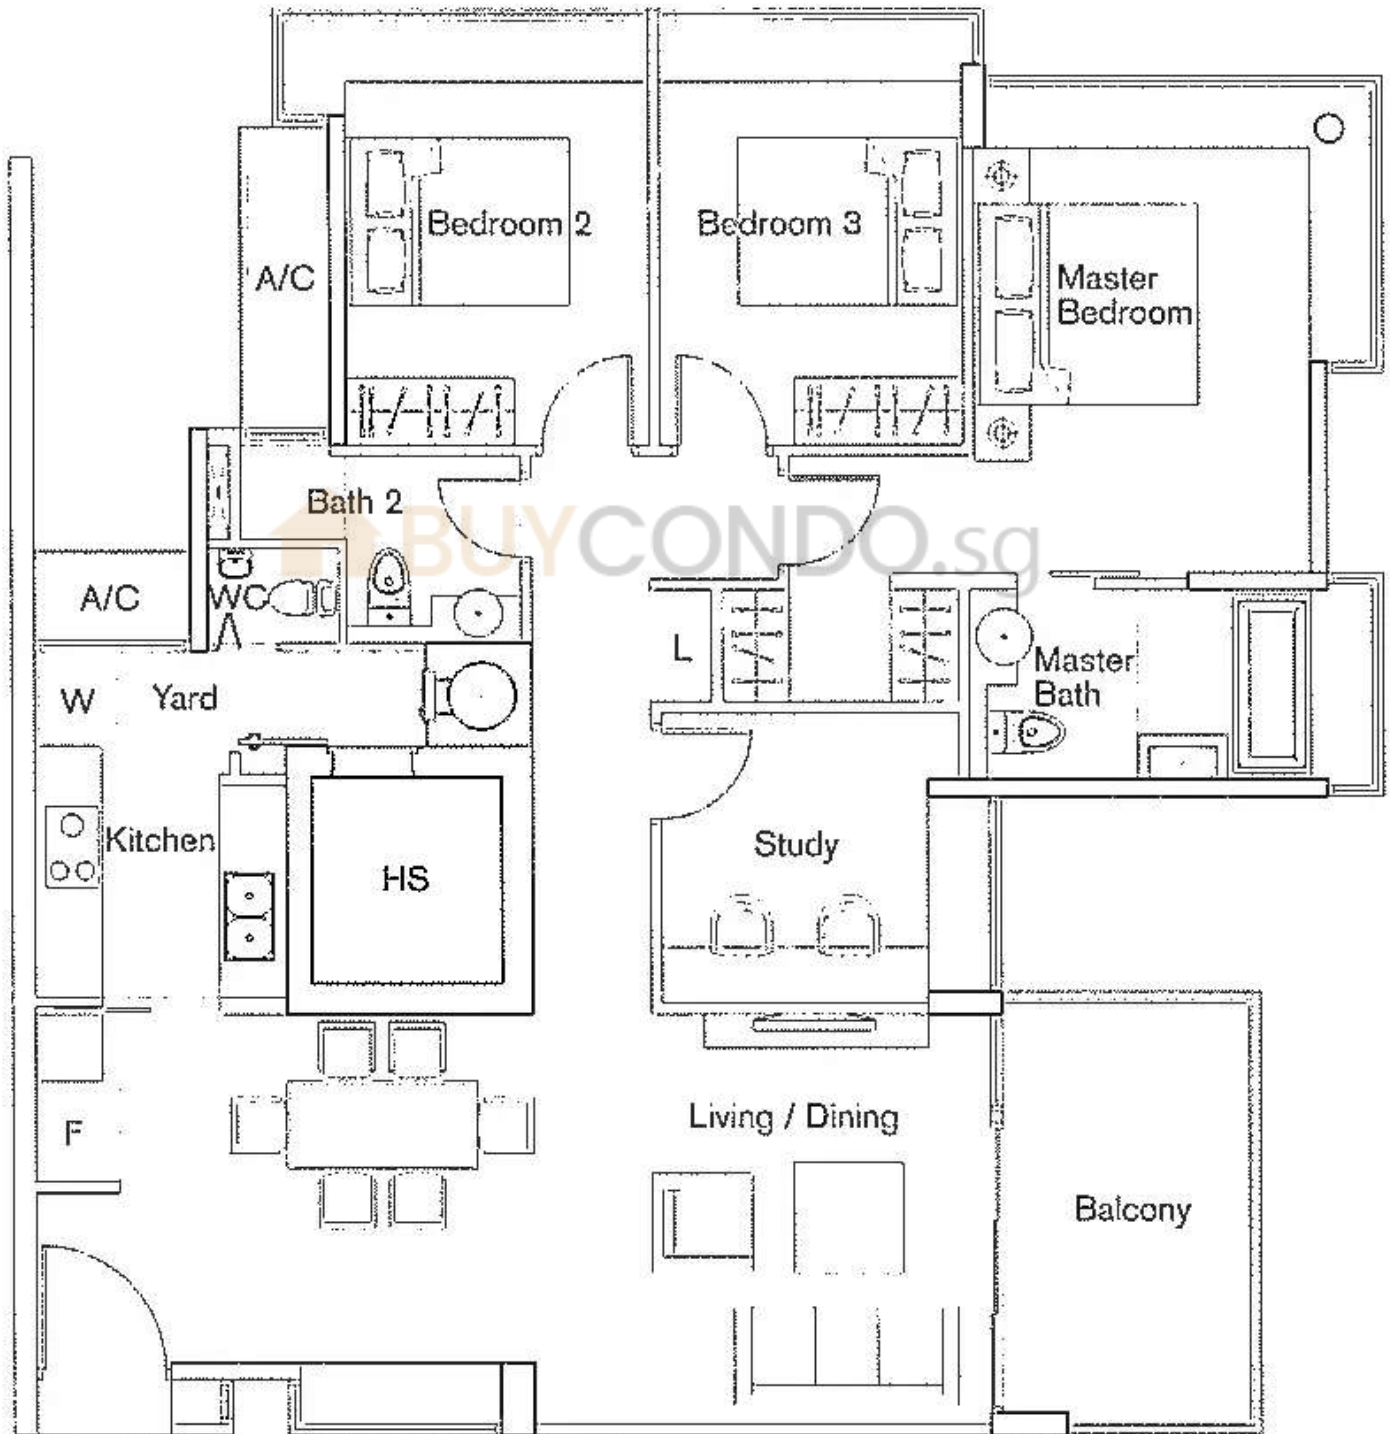 Bedroom 2
Bedroom 3
A/C
Master
Bedroom
Bath 2
BUYCONDO.sg
A/C
WC
L
Master
Bath
W
Yard
Kitchen
HS
Study
Living / Dining
F
Balcony